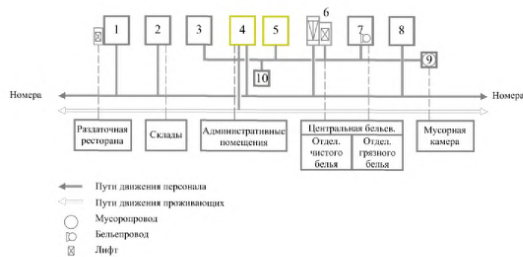 6
1
2
3
4
5
7
8
9
10
Номера
Номера
Раздаточная
ресторана
Склады
Административные
помещения
Центральная бельев.
Отдел.
чистого
белья
Отдел.
грязного
белья
Мусорная
камера
Пути движения персонала
Пути движения проживающих
Мусоропровод
Бельепровод
Лифт